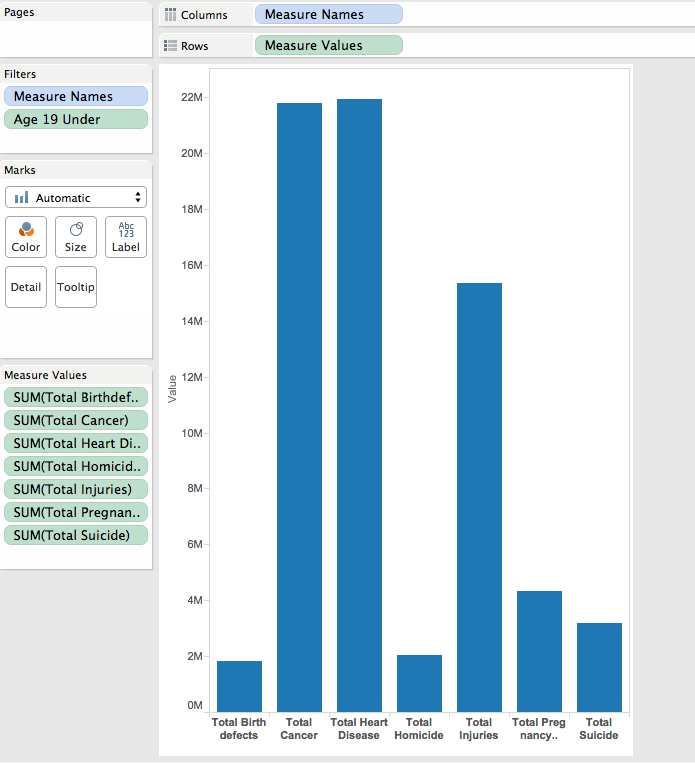 Pages
Columns
Measure Names
Rows
Measure Values
Filters
Measure Names
Age 19 Under
Marks
Automatic
Color
Size
Abc
123
Label
Detail
Tooltip
Measure Values
SUM(Total Birthdef..
SUM(Total Cancer)
SUM(Total Heart Di..
SUM(Total Homicid..
SUM(Total Injuries)
SUM(Total Pregnan..
SUM(Total Suicide)
Value
22M
20M
18M
16M
14M
12M
10M
8M
6M
4M
2M
0M
Total Birth
defects
Total
Cancer
Total Heart
Disease
Total
Homicide
Total
Injuries
Total Preg
nancy..
Total
Suicide